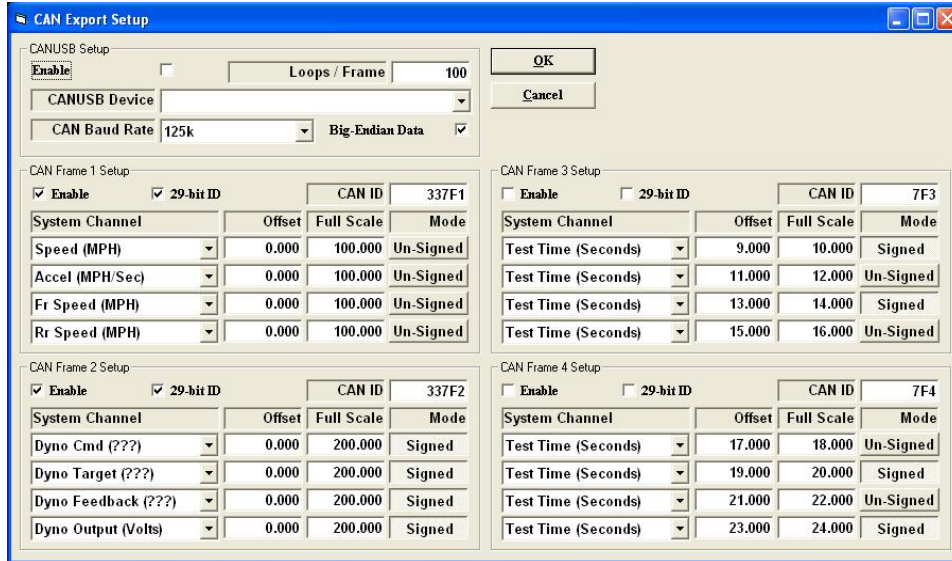 CAN Export Setup
CANUSB Setup
Enable Loops / Frame 100
CANUSB Device
CAN Baud Rate 125k Big-Endian Data
OK
Cancel
CAN Frame 1 Setup
Enable 29-bit ID CAN ID 337F1
System Channel Offset Full Scale Mode
Speed (MPH) 0.000 100.000 Un-Signed
Accel (MPH/Sec) 0.000 100.000 Un-Signed
Fr Speed (MPH) 0.000 100.000 Un-Signed
Rr Speed (MPH) 0.000 100.000 Un-Signed
CAN Frame 3 Setup
Enable 29-bit ID CAN ID 7F3
System Channel Offset Full Scale Mode
Test Time (Seconds) 9.000 10.000 Signed
Test Time (Seconds) 11.000 12.000 Un-Signed
Test Time (Seconds) 13.000 14.000 Signed
Test Time (Seconds) 15.000 16.000 Un-Signed
CAN Frame 2 Setup
Enable 29-bit ID CAN ID 337F2
System Channel Offset Full Scale Mode
Dyno Cmd (???) 0.000 200.000 Signed
Dyno Target (???) 0.000 200.000 Signed
Dyno Feedback (???) 0.000 200.000 Signed
Dyno Output (Volts) 0.000 200.000 Signed
CAN Frame 4 Setup
Enable 29-bit ID CAN ID 7F4
System Channel Offset Full Scale Mode
Test Time (Seconds) 17.000 18.000 Un-Signed
Test Time (Seconds) 19.000 20.000 Signed
Test Time (Seconds) 21.000 22.000 Un-Signed
Test Time (Seconds) 23.000 24.000 Signed